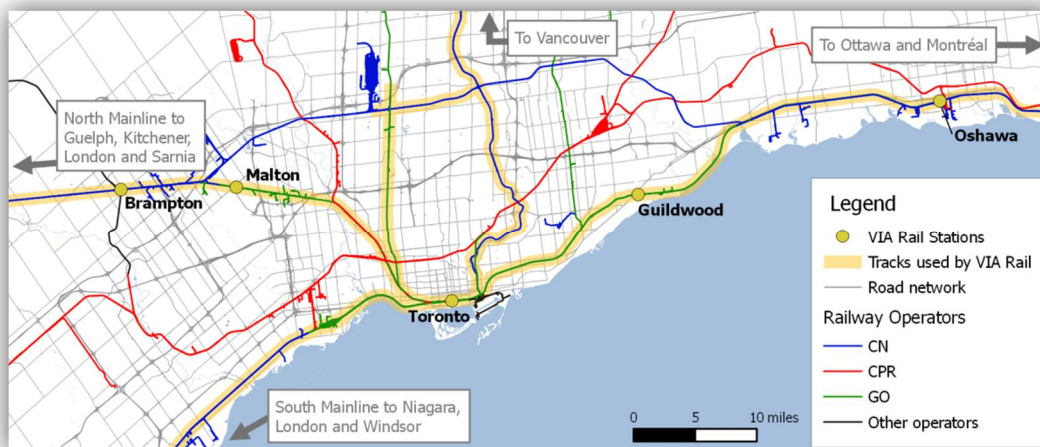 To Vancouver
To Ottawa and Montréal
North Mainline to
Guelph, Kitchener,
London and Sarnia
Oshawa
Malton
Brampton
Guildwood
Toronto
South Mainline to Niagara,
London and Windsor
0 5 10 miles
Legend
VIA Rail Stations
Tracks used by VIA Rail
Road network
Railway Operators
CN
CPR
GO
Other operators